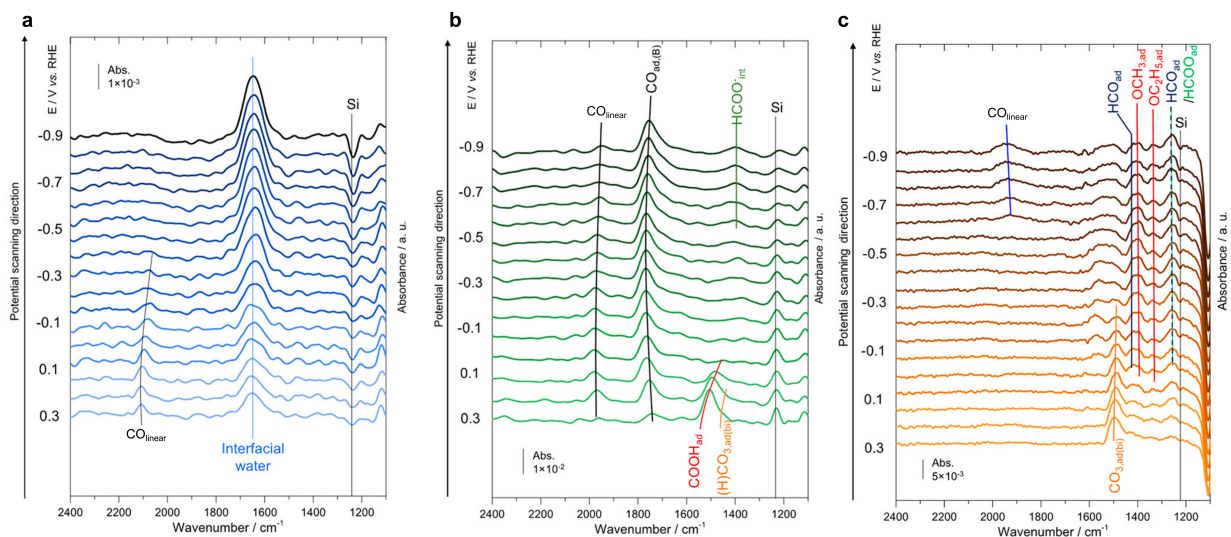 a
Potential scanning direction
E / V vs. RHE
Abs.
1×10⁻³
Si
-0.9
-0.7
-0.5
-0.3
-0.1
0.1
0.3
CO_linear
Interfacial
water
2400 2200 2000 1800 1600 1400 1200
Wavenumber / cm⁻¹
Absorbance / a. u.
b
Potential scanning direction
E / V vs. RHE
CO_linear
CO_ad,(B)
HCOO⁻_int
Si
-0.9
-0.7
-0.5
-0.3
-0.1
0.1
0.3
COOH_ad
(H)CO_3,ad(bi)
Abs.
1×10⁻²
2400 2200 2000 1800 1600 1400 1200
Wavenumber / cm⁻¹
Absorbance / a. u.
c
Potential scanning direction
E / V vs. RHE
CO_linear
HCO_ad
OCH_3,ad
OC_2H_5,ad
HCO_ad
/HCOO_ad
Si
-0.9
-0.7
-0.5
-0.3
-0.1
0.1
0.3
CO_3,ad(bi)
Abs.
5×10⁻³
2400 2200 2000 1800 1600 1400 1200
Wavenumber / cm⁻¹
Absorbance / a. u.